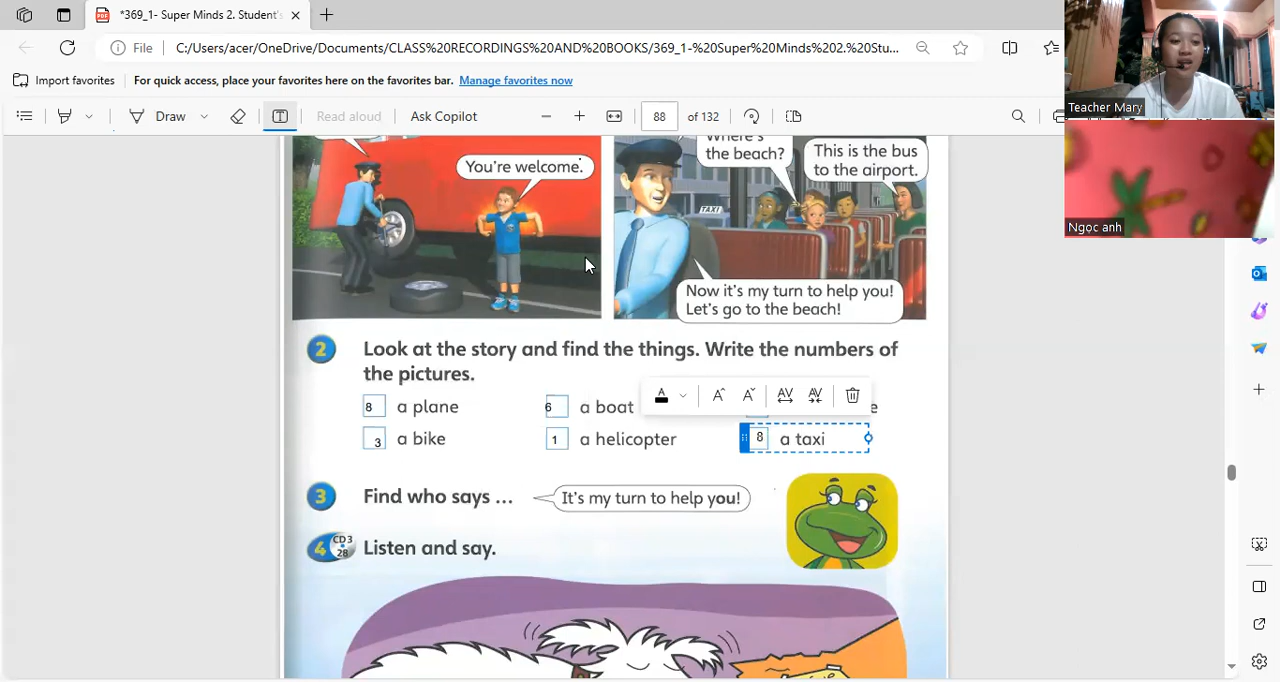 *369_1- Super Minds 2. Student's
File
C:/Users/acer/OneDrive/Documents/CLASS%20RECORDINGS%20AND%20BOOKS/369_1-%20Super%20Minds%202.%20Stu...
Import favorites
For quick access, place your favorites here on the favorites bar. Manage favorites now
Draw
Read aloud
Ask Copilot
88 of 132
Teacher Mary
Ngọc anh
You're welcome.
Where's
the beach?
This is the bus
to the airport.
TAXI
Now it's my turn to help you!
Let's go to the beach!
2 Look at the story and find the things. Write the numbers of
the pictures.
8 a plane
6 a boat
e
3 a bike
1 a helicopter
8 a taxi
3 Find who says ... It's my turn to help you!
4 CD3 28 Listen and say.